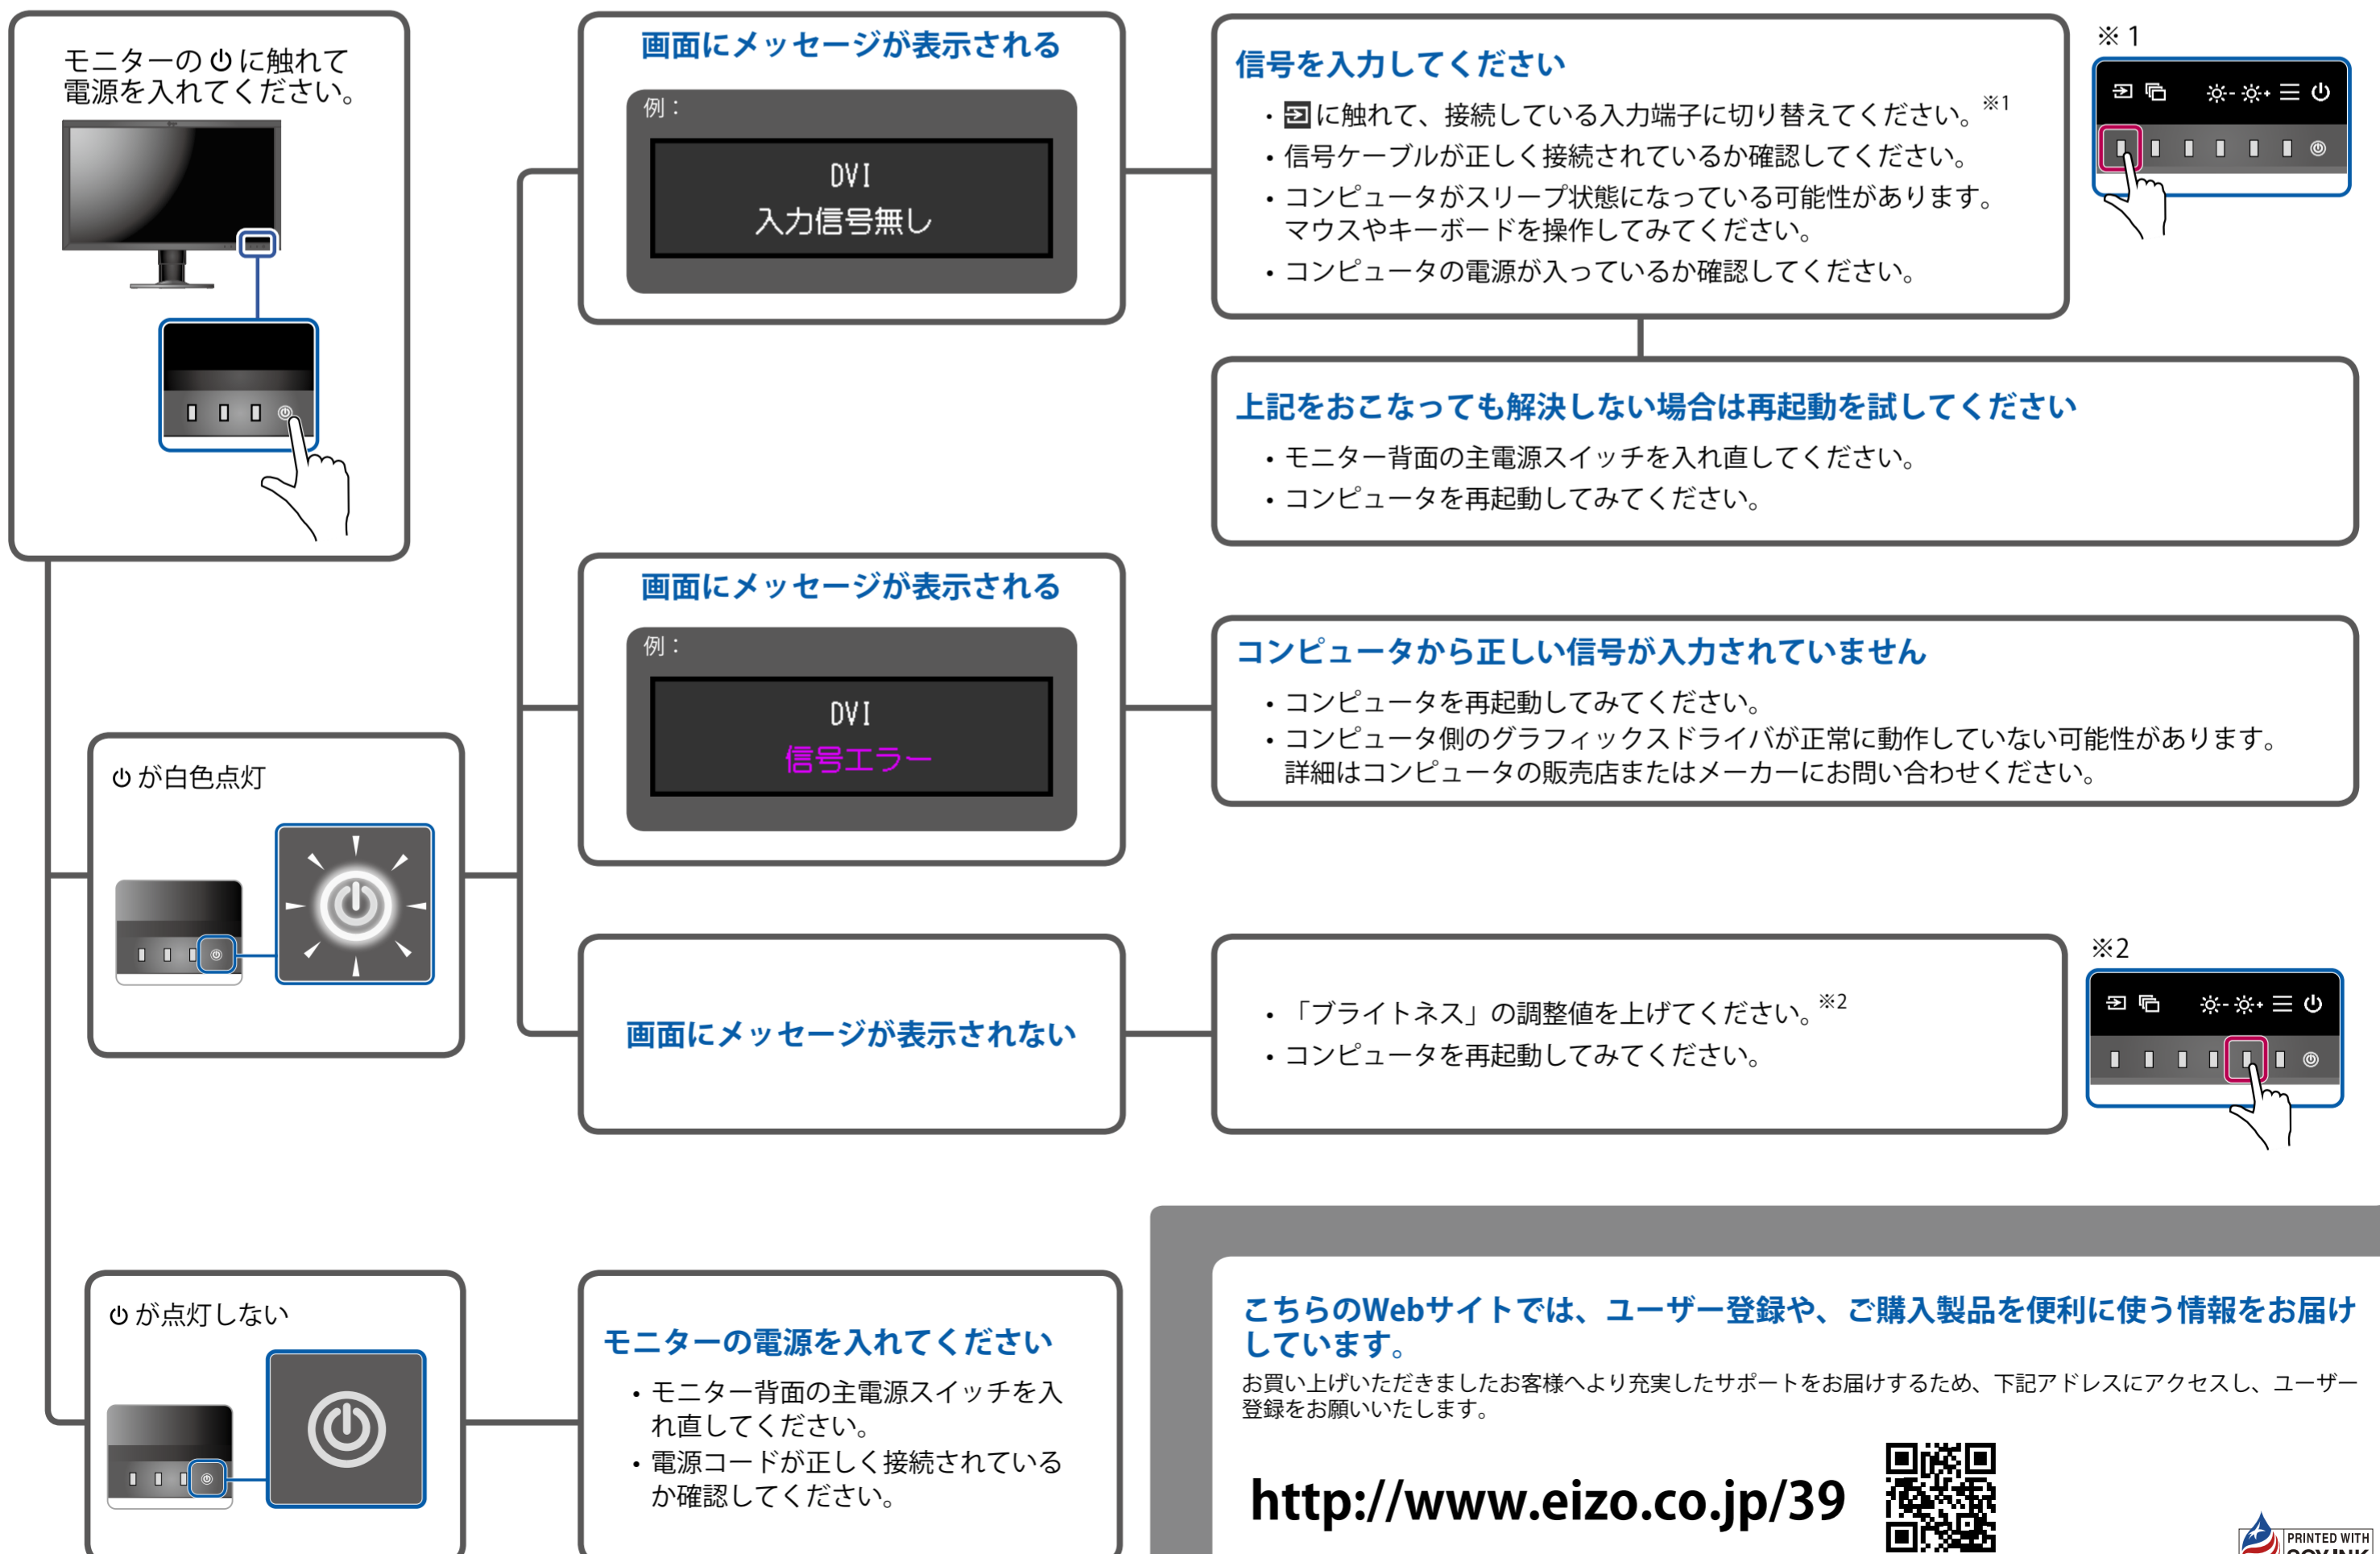 モニターの⏻に触れて
電源を入れてください。
⏻が白色点灯
⏻が点灯しない
画面にメッセージが表示される
例：
DVI
入力信号無し
信号を入力してください
・に触れて、接続している入力端子に切り替えてください。※1
・信号ケーブルが正しく接続されているか確認してください。
・コンピュータがスリープ状態になっている可能性があります。
マウスやキーボードを操作してみてください。
・コンピュータの電源が入っているか確認してください。
※1
上記をおこなっても解決しない場合は再起動を試してください
・モニター背面の主電源スイッチを入れ直してください。
・コンピュータを再起動してみてください。
画面にメッセージが表示される
例：
DVI
信号エラー
コンピュータから正しい信号が入力されていません
・コンピュータを再起動してみてください。
・コンピュータ側のグラフィックスドライバが正常に動作していない可能性があります。
詳細はコンピュータの販売店またはメーカーにお問い合わせください。
画面にメッセージが表示されない
・「ブライトネス」の調整値を上げてください。※2
・コンピュータを再起動してみてください。
※2
モニターの電源を入れてください
・モニター背面の主電源スイッチを入
れ直してください。
・電源コードが正しく接続されている
か確認してください。
こちらのWebサイトでは、ユーザー登録や、ご購入製品を便利に使う情報をお届け
しています。
お買い上げいただきましたお客様へより充実したサポートをお届けするため、下記アドレスにアクセスし、ユーザー
登録をお願いいたします。
http://www.eizo.co.jp/39
PRINTED WITH
SOY INK